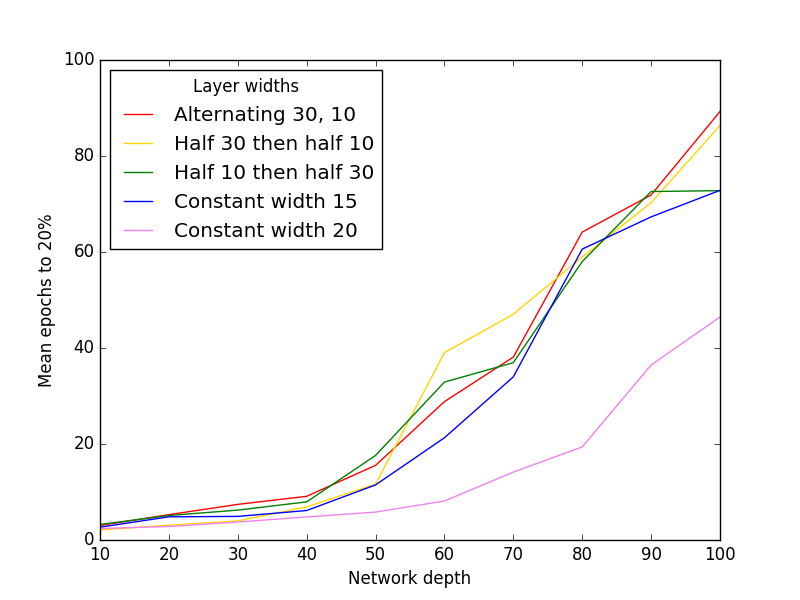 Layer widths
Alternating 30, 10
Half 30 then half 10
Half 10 then half 30
Constant width 15
Constant width 20
Mean epochs to 20%
100
80
60
40
20
0
10 20 30 40 50 60 70 80 90 100
Network depth